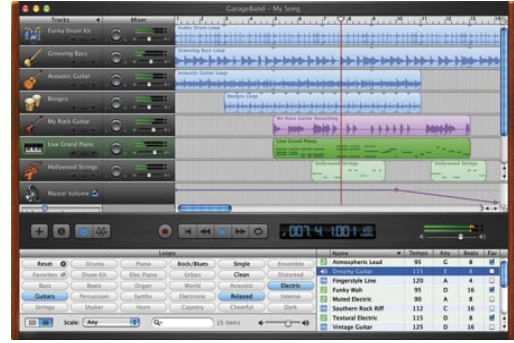 GarageBand - My Song
Tracks Mixer
Funky Drum Kit Funky Drum Loop
Grooving Bass Grooving Bass Loop
Acoustic Guitar Acoustic Guitar Loop
Bongos Bongos Clap
My Rock Guitar My Rock Guitar Recording
Live Grand Piano Live Grand Piano
Hollywood Strings Hollywood Strings Hollywood Strings
Master Volume
007 4 1 001
Loops Name Tempo Key Beats Fav
Reset Drums Piano Rock/Blues Single Ensemble Atmospheric Lead 95 C 8
Favorites Drum Kit Elec Piano Urban Clean Distorted Dreamy Guitar 115 E 8
Bass Beats Organ World Acoustic Electric Fingerstyle Line 120 A 4
Guitars Percussion Synths Electronic Relaxed Intense Funky Wah 95 D 16
Strings Shaker Horn Country Cheerful Dark Muted Electric 90 A 8
Southern Rock Riff 112 C 16
Scale: Any 25 items Textural Electric 115 D 8
Vintage Guitar 125 D 16